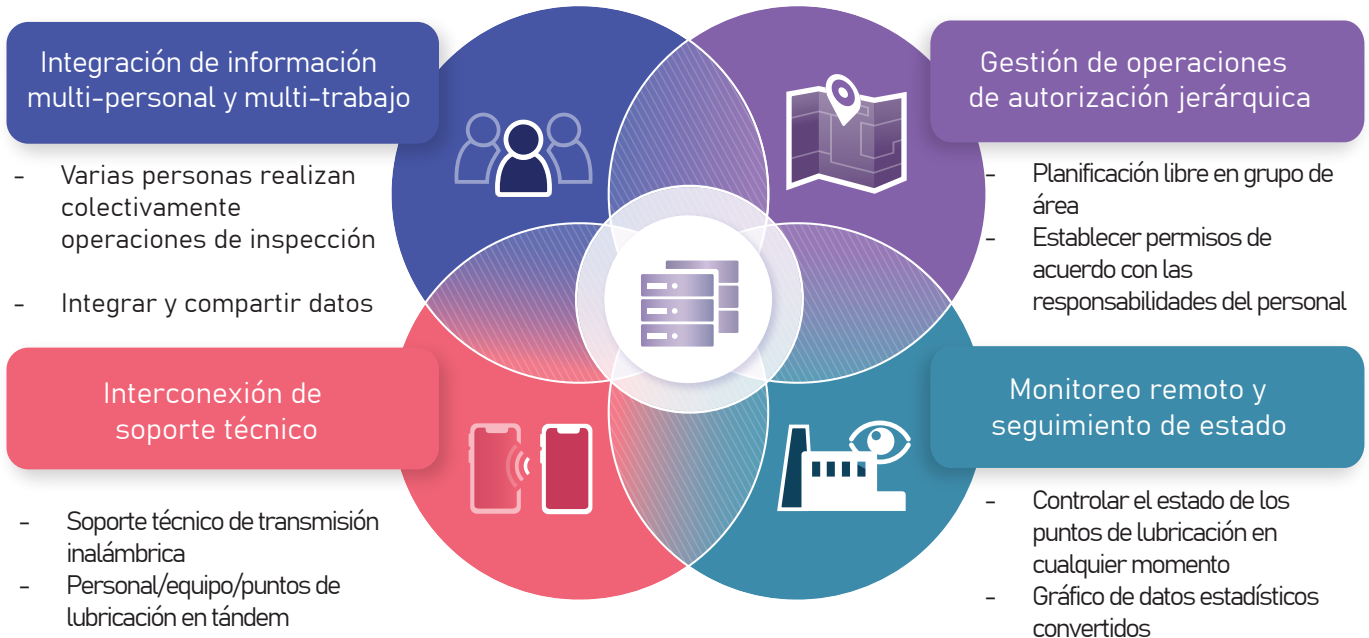 Integración de información
multi-personal y multi-trabajo
- Varias personas realizan
colectivamente
operaciones de inspección
- Integrar y compartir datos
Gestión de operaciones
de autorización jerárquica
- Planificación libre en grupo de
área
- Establecer permisos de
acuerdo con las
responsabilidades del personal
Interconexión de
soporte técnico
- Soporte técnico de transmisión
inalámbrica
- Personal/equipo/puntos de
lubricación en tándem
Monitoreo remoto y
seguimiento de estado
- Controlar el estado de los
puntos de lubricación en
cualquier momento
- Gráfico de datos estadísticos
convertidos